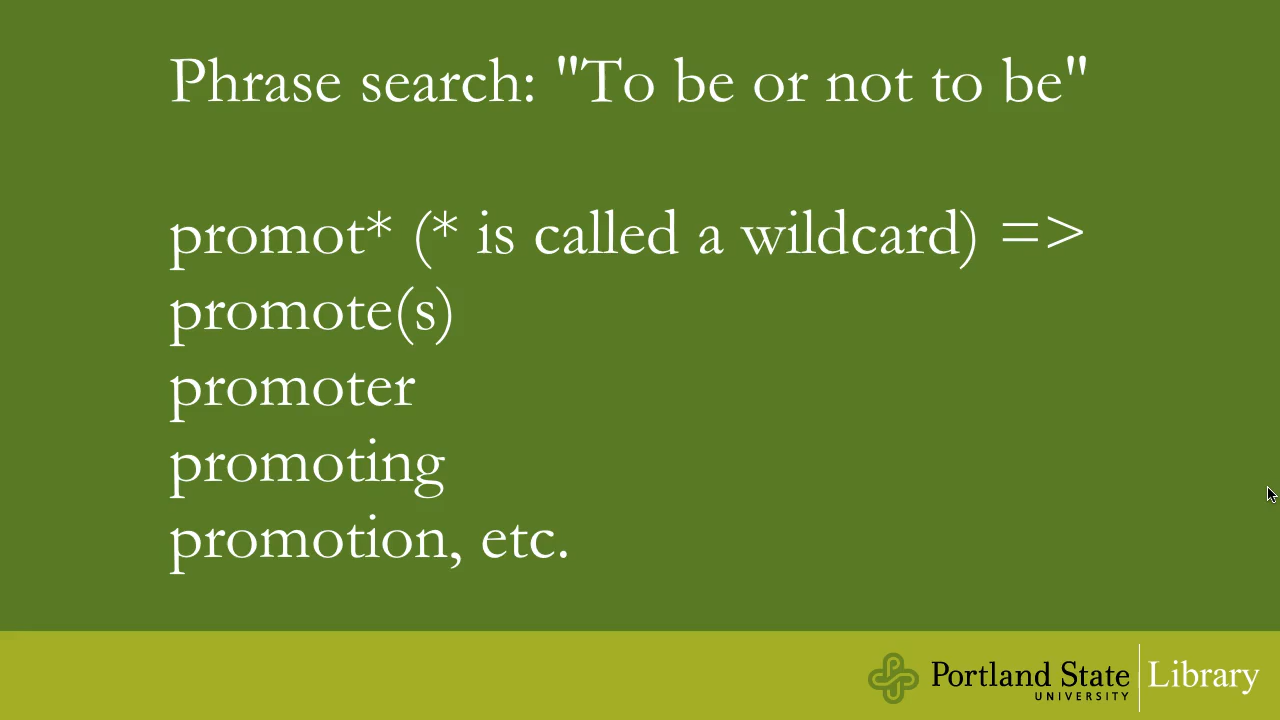 Phrase search: "To be or not to be"
promot* (* is called a wildcard) =>
promote(s)
promoter
promoting
promotion, etc.
Portland State
UNIVERSITY
Library